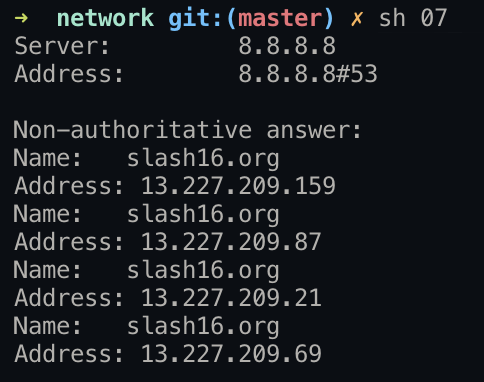 ➜  network git:(master) ✗ sh 07
Server:         8.8.8.8
Address:        8.8.8.8#53

Non-authoritative answer:
Name:   slash16.org
Address: 13.227.209.159
Name:   slash16.org
Address: 13.227.209.87
Name:   slash16.org
Address: 13.227.209.21
Name:   slash16.org
Address: 13.227.209.69